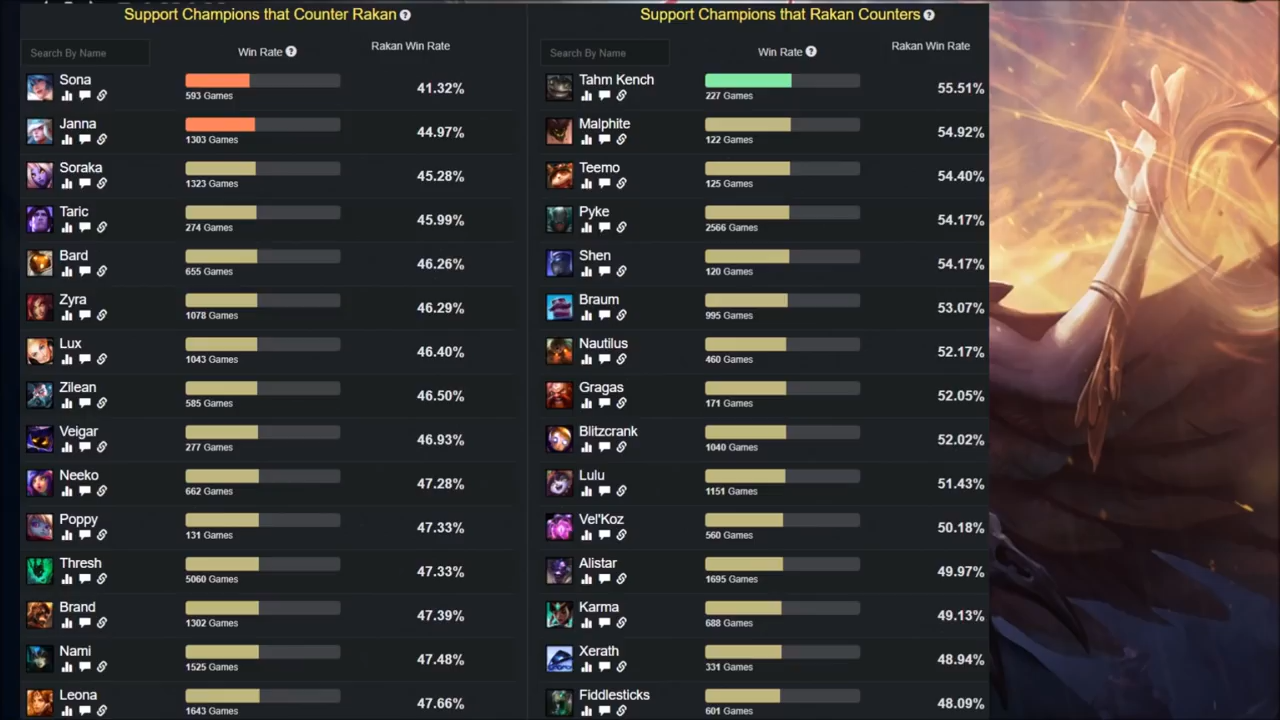 Support Champions that Counter Rakan
Search By Name
Win Rate
Rakan Win Rate
Sona
593 Games
41.32%
Janna
1303 Games
44.97%
Soraka
1323 Games
45.28%
Taric
274 Games
45.99%
Bard
655 Games
46.26%
Zyra
1078 Games
46.29%
Lux
1043 Games
46.40%
Zilean
585 Games
46.50%
Veigar
277 Games
46.93%
Neeko
662 Games
47.28%
Poppy
131 Games
47.33%
Thresh
5060 Games
47.33%
Brand
1302 Games
47.39%
Nami
1525 Games
47.48%
Leona
1643 Games
47.66%
Support Champions that Rakan Counters
Search By Name
Win Rate
Rakan Win Rate
Tahm Kench
227 Games
55.51%
Malphite
122 Games
54.92%
Teemo
125 Games
54.40%
Pyke
2566 Games
54.17%
Shen
120 Games
54.17%
Braum
995 Games
53.07%
Nautilus
460 Games
52.17%
Gragas
171 Games
52.05%
Blitzcrank
1040 Games
52.02%
Lulu
1151 Games
51.43%
Vel'Koz
560 Games
50.18%
Alistar
1695 Games
49.97%
Karma
688 Games
49.13%
Xerath
331 Games
48.94%
Fiddlesticks
601 Games
48.09%